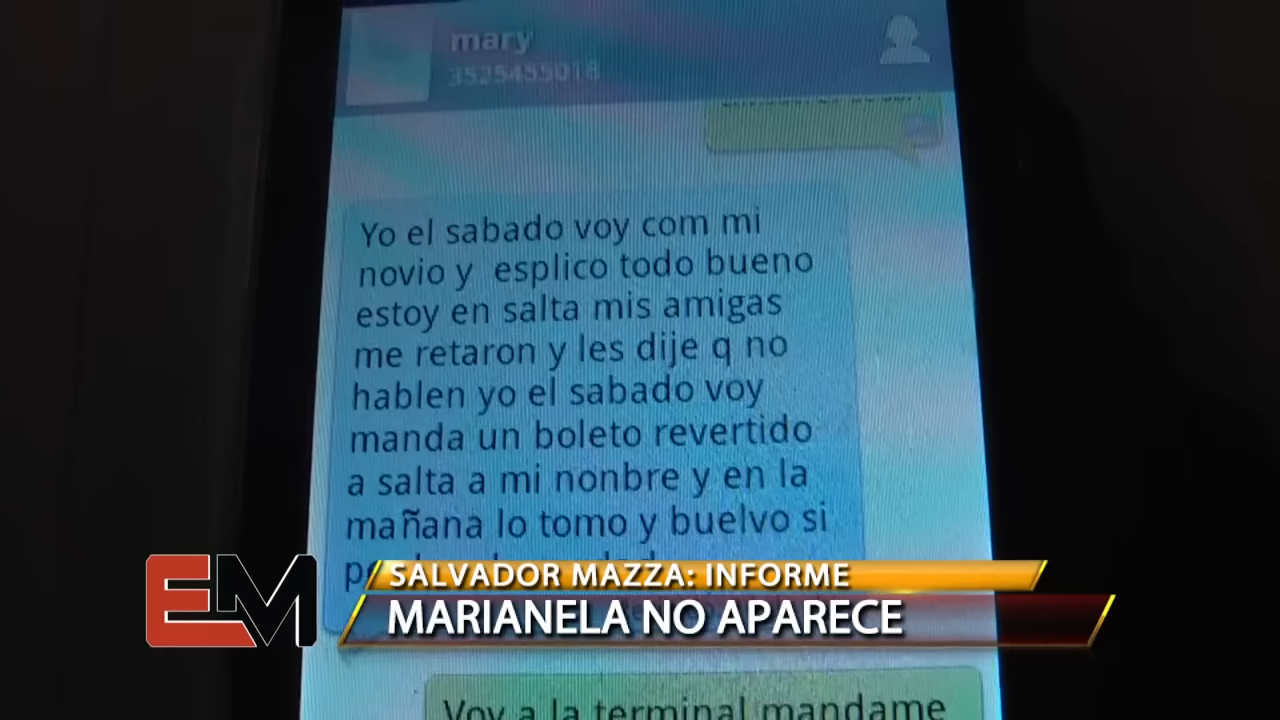 mary
3525455018
Yo el sabado voy com mi
novio y esplico todo bueno
estoy en salta mis amigas
me retaron y les dije q no
hablen yo el sabado voy
manda un boleto revertido
a salta a mi nonbre y en la
mañana lo tomo y buelvo si
EM
SALVADOR MAZZA: INFORME
MARIANELA NO APARECE
Voy a la terminal mandame